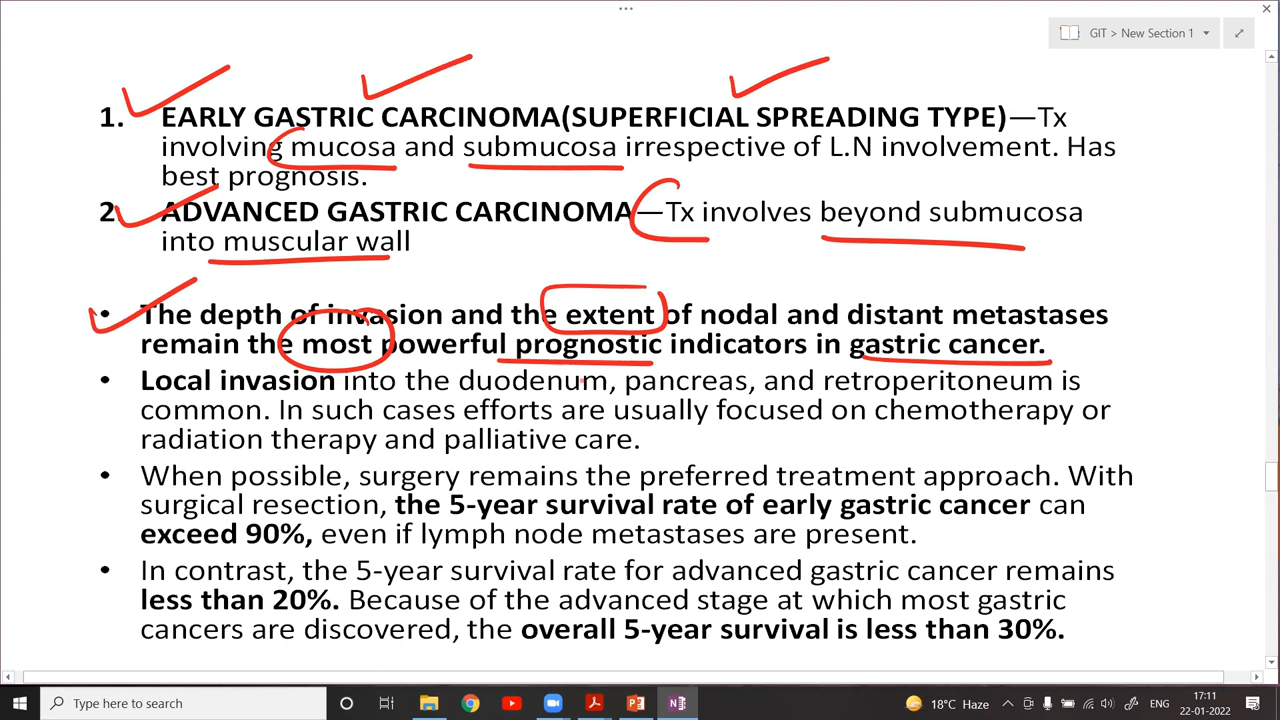 GIT > New Section 1
1. EARLY GASTRIC CARCINOMA(SUPERFICIAL SPREADING TYPE)—Tx
involving mucosa and submucosa irrespective of L.N involvement. Has
best prognosis.
2 ADVANCED GASTRIC CARCINOMA—Tx involves beyond submucosa
into muscular wall
• The depth of invasion and the extent of nodal and distant metastases
remain the most powerful prognostic indicators in gastric cancer.
• Local invasion into the duodenum, pancreas, and retroperitoneum is
common. In such cases efforts are usually focused on chemotherapy or
radiation therapy and palliative care.
• When possible, surgery remains the preferred treatment approach. With
surgical resection, the 5-year survival rate of early gastric cancer can
exceed 90%, even if lymph node metastases are present.
• In contrast, the 5-year survival rate for advanced gastric cancer remains
less than 20%. Because of the advanced stage at which most gastric
cancers are discovered, the overall 5-year survival is less than 30%.
Type here to search
18°C Haze
ENG
17:11
22-01-2022